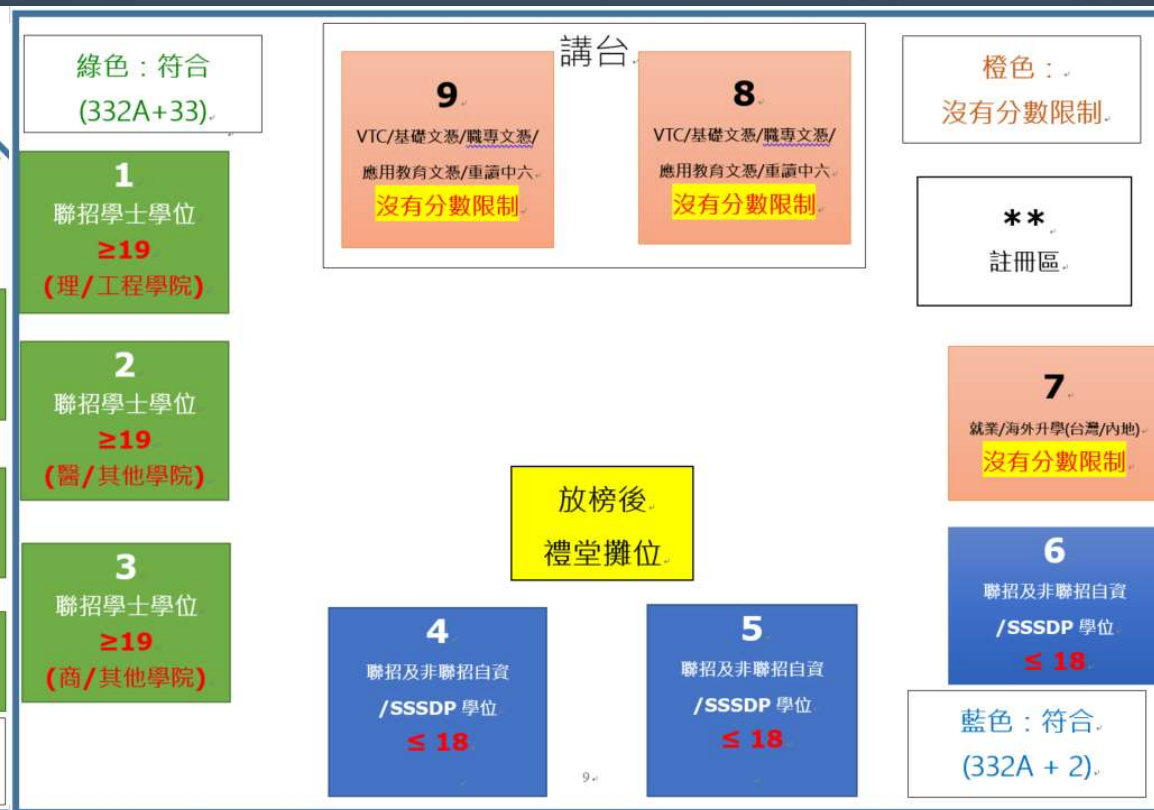 綠色：符合
(332A+33)
講台
9
VTC/基礎文憑/職專文憑/
應用教育文憑/重讀中六
沒有分數限制
8
VTC/基礎文憑/職專文憑/
應用教育文憑/重讀中六
沒有分數限制
橙色：
沒有分數限制
1
聯招學士學位
≥19
(理/工程學院)
**
註冊區
2
聯招學士學位
≥19
(醫/其他學院)
7
就業/海外升學(台灣/內地)
沒有分數限制
放榜後
禮堂攤位
3
聯招學士學位
≥19
(商/其他學院)
4
聯招及非聯招自資
/SSSDP 學位
≤ 18
5
聯招及非聯招自資
/SSSDP 學位
≤ 18
6
聯招及非聯招自資
/SSSDP 學位
≤ 18
藍色：符合
(332A + 2)
9